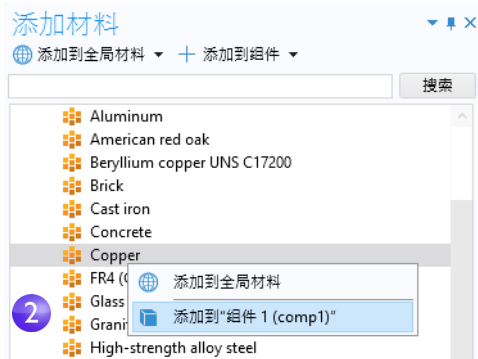 添加材料
添加到全局材料 添加到组件
搜索
Aluminum
American red oak
Beryllium copper UNS C17200
Brick
Cast iron
Concrete
Copper
FR4 (
添加到全局材料
Glass
添加到"组件 1 (comp1)"
2
Grani
High-strength alloy steel